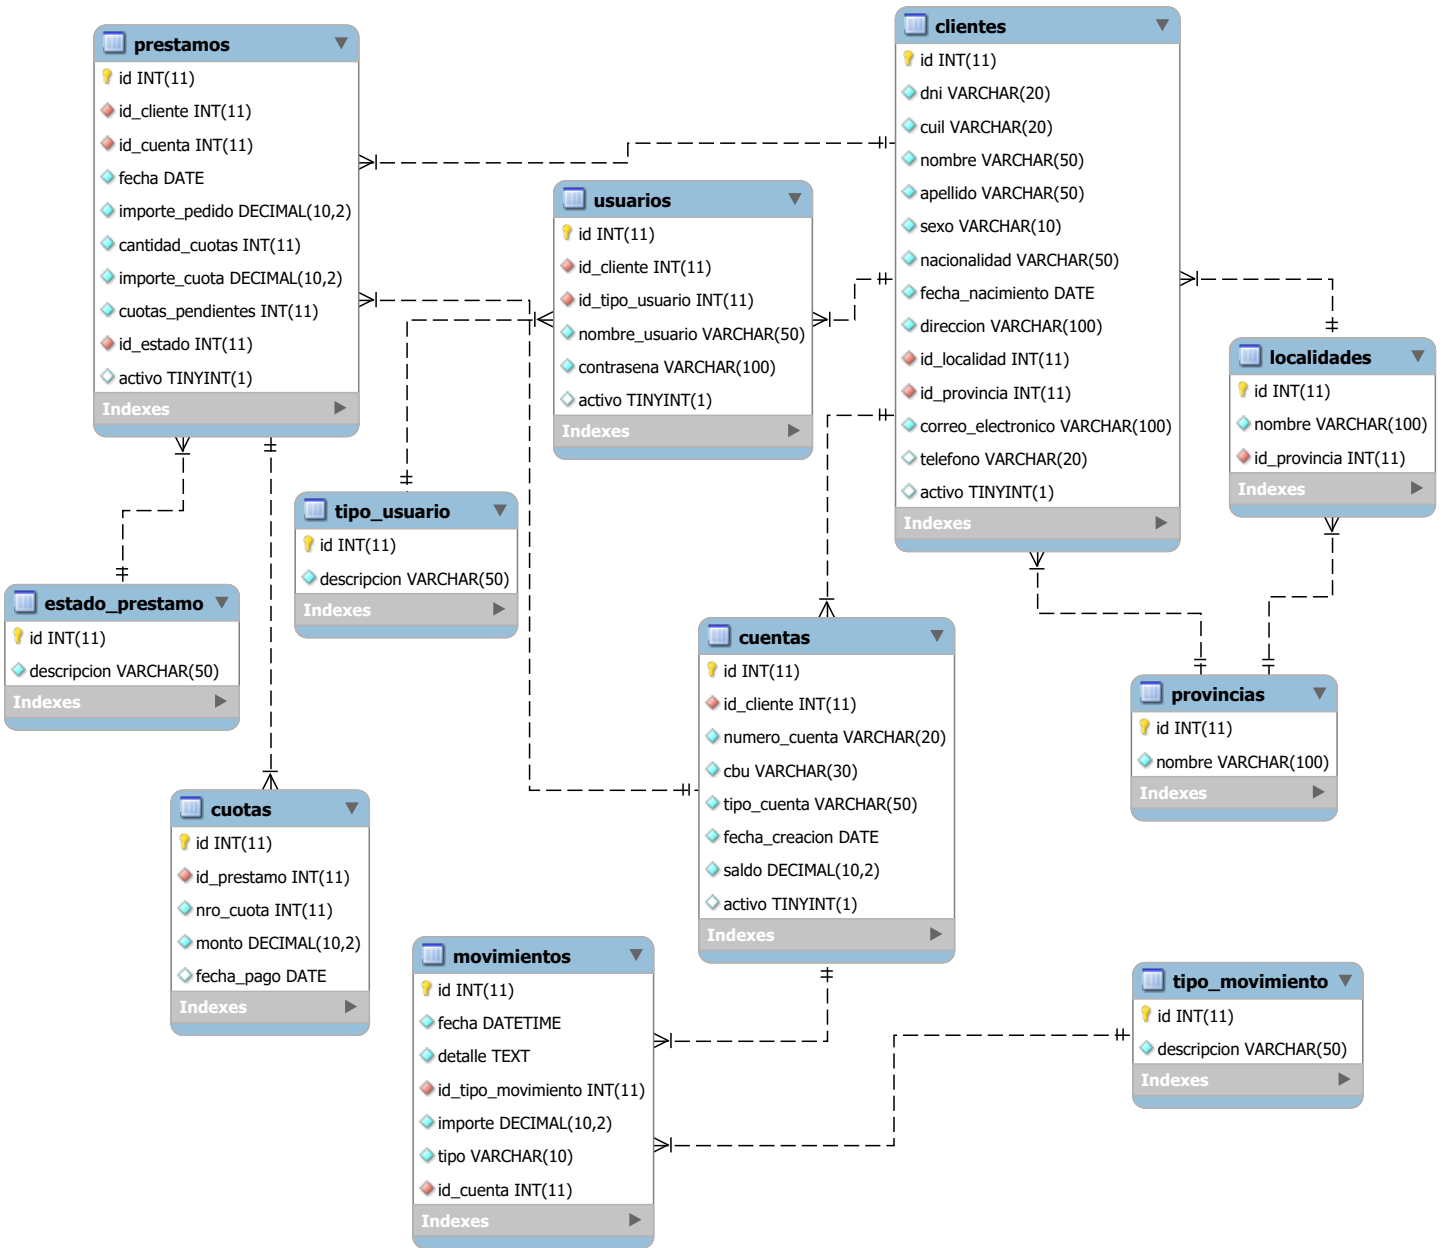 prestamos
id INT(11)
id_cliente INT(11)
id_cuenta INT(11)
fecha DATE
importe_pedido DECIMAL(10,2)
cantidad_cuotas INT(11)
importe_cuota DECIMAL(10,2)
cuotas_pendientes INT(11)
id_estado INT(11)
activo TINYINT(1)
Indexes
clientes
id INT(11)
dni VARCHAR(20)
cuil VARCHAR(20)
nombre VARCHAR(50)
apellido VARCHAR(50)
sexo VARCHAR(10)
nacionalidad VARCHAR(50)
fecha_nacimiento DATE
direccion VARCHAR(100)
id_localidad INT(11)
id_provincia INT(11)
correo_electronico VARCHAR(100)
telefono VARCHAR(20)
activo TINYINT(1)
Indexes
usuarios
id INT(11)
id_cliente INT(11)
id_tipo_usuario INT(11)
nombre_usuario VARCHAR(50)
contrasena VARCHAR(100)
activo TINYINT(1)
Indexes
localidades
id INT(11)
nombre VARCHAR(100)
id_provincia INT(11)
Indexes
tipo_usuario
id INT(11)
descripcion VARCHAR(50)
Indexes
estado_prestamo
id INT(11)
descripcion VARCHAR(50)
Indexes
cuentas
id INT(11)
id_cliente INT(11)
numero_cuenta VARCHAR(20)
cbu VARCHAR(30)
tipo_cuenta VARCHAR(50)
fecha_creacion DATE
saldo DECIMAL(10,2)
activo TINYINT(1)
Indexes
provincias
id INT(11)
nombre VARCHAR(100)
Indexes
cuotas
id INT(11)
id_prestamo INT(11)
nro_cuota INT(11)
monto DECIMAL(10,2)
fecha_pago DATE
Indexes
movimientos
id INT(11)
fecha DATETIME
detalle TEXT
id_tipo_movimiento INT(11)
importe DECIMAL(10,2)
tipo VARCHAR(10)
id_cuenta INT(11)
Indexes
tipo_movimiento
id INT(11)
descripcion VARCHAR(50)
Indexes